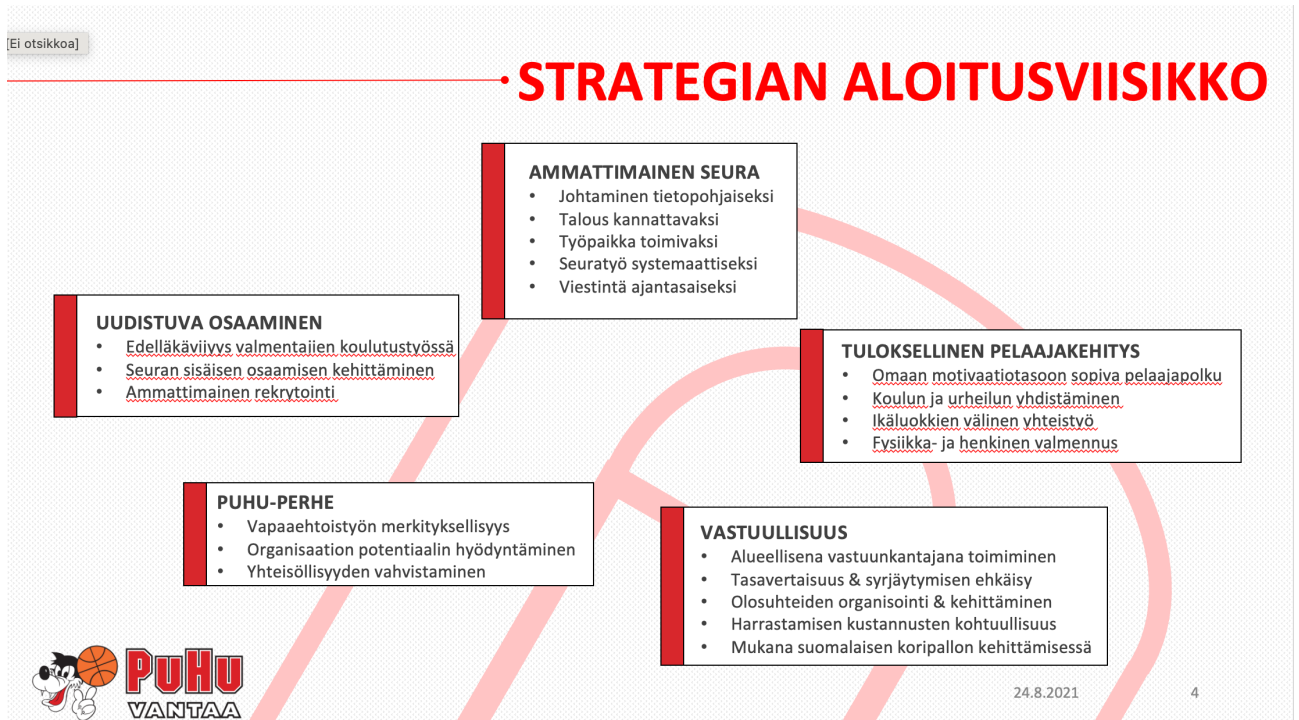 [Ei otsikkoa]
STRATEGIAN ALOITUSVIISIKKO
AMMATTIMAINEN SEURA
• Johtaminen tietopohjaiseksi
• Talous kannattavaksi
• Työpaikka toimivaksi
• Seuratyö systemaattiseksi
• Viestintä ajantasaiseksi
UUDISTUVA OSAAMINEN
• Edelläkävijyys valmentajien koulutustyössä
• Seuran sisäisen osaamisen kehittäminen
• Ammattimainen rekrytointi
TULOKSELLINEN PELAAJAKEHITYS
• Omaan motivaatiotasoon sopiva pelaajapolku
• Koulun ja urheilun yhdistäminen
• Ikäluokkien välinen yhteistyö
• Fysiikka- ja henkinen valmennus
PUHU-PERHE
• Vapaaehtoistyön merkityksellisyys
• Organisaation potentiaalin hyödyntäminen
• Yhteisöllisyyden vahvistaminen
VASTUULLISUUS
• Alueellisena vastuunkantajana toimiminen
• Tasavertaisuus & syrjäytymisen ehkäisy
• Olosuhteiden organisointi & kehittäminen
• Harrastamisen kustannusten kohtuullisuus
• Mukana suomalaisen koripallon kehittämisessä
PUHU
VANTAA
24.8.2021
4